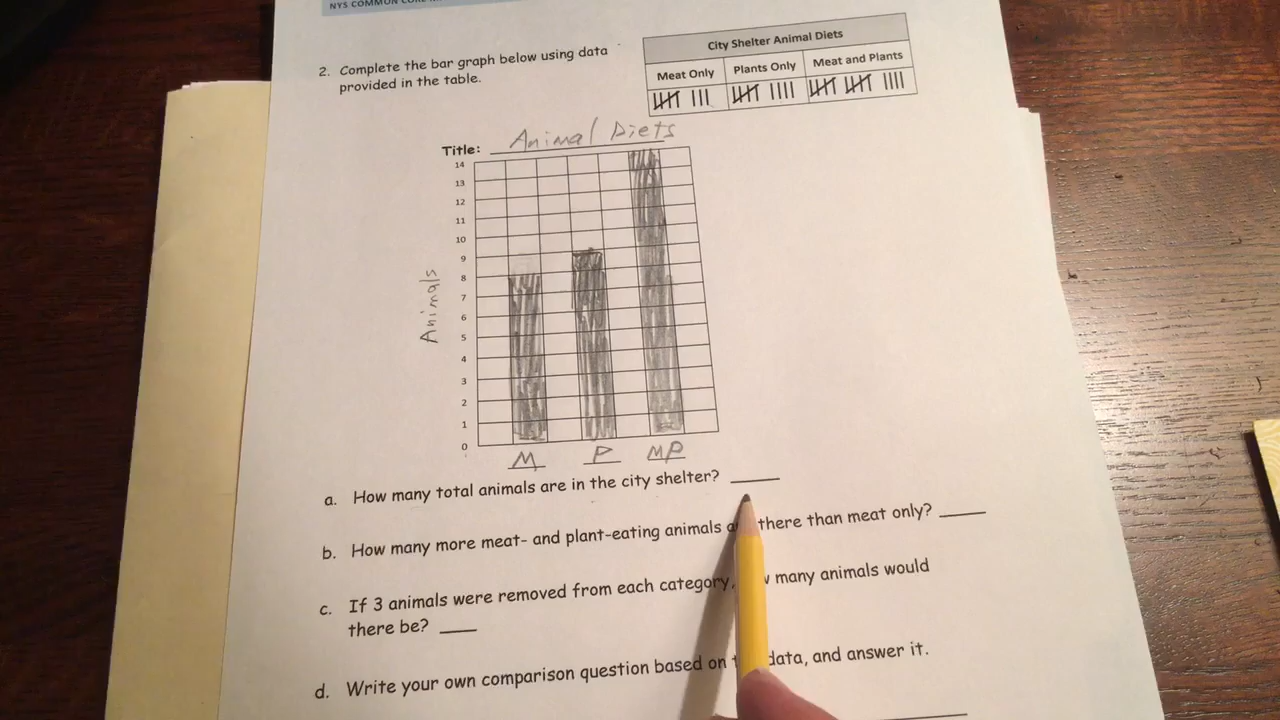 NYS COMMON CORE
2. Complete the bar graph below using data
provided in the table.
City Shelter Animal Diets
Meat Only Plants Only Meat and Plants
Title: Animal Diets
14
13
12
11
10
9
8
7
6
5
4
3
2
1
0
Animals
M P MP
a. How many total animals are in the city shelter?
b. How many more meat- and plant-eating animals there than meat only?
c. If 3 animals were removed from each category, many animals would
there be?
d. Write your own comparison question based on data, and answer it.